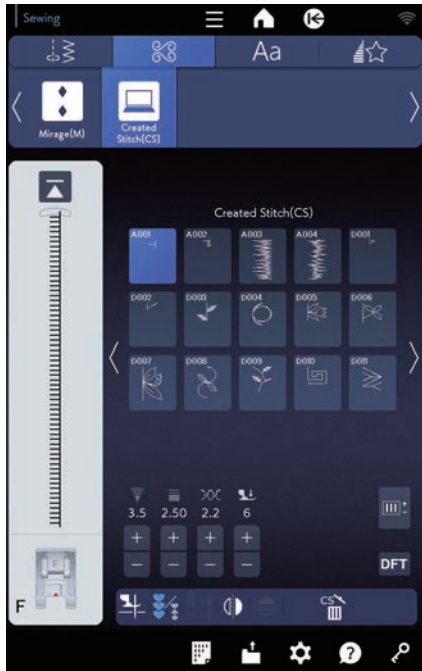 Sewing
Aa
Mirage(M)
Created
Stitch(CS)
Created Stitch(CS)
A001 A002 A003 A004 D001
D002 D003 D004 D005 D006
D007 D008 D009 D010 D011
3.5 2.50 2.2 6
+ + + +
− − − −
DFT
F
CS
?